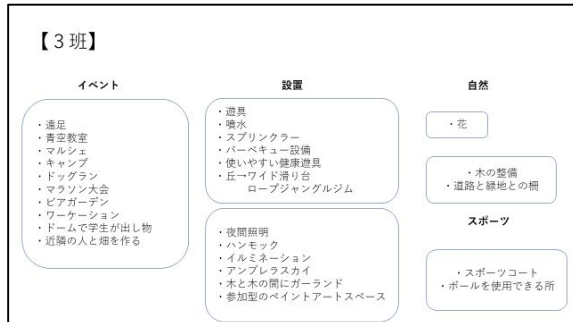 【3班】
イベント
・遠足
・青空教室
・マルシェ
・キャンプ
・ドッグラン
・マラソン大会
・ビアガーデン
・ワーケーション
・ドームで学生が出し物
・近隣の人と畑を作る
設置
・遊具
・噴水
・スプリンクラー
・バーベキュー設備
・使いやすい健康遊具
・丘→ワイド滑り台
ロープジャングルジム
・夜間照明
・ハンモック
・イルミネーション
・アンブレラスカイ
・木と木の間にガーランド
・参加型のペイントアートスペース
自然
・花
・木の整備
・道路と緑地との柵
スポーツ
・スポーツコート
・ボールを使用できる所